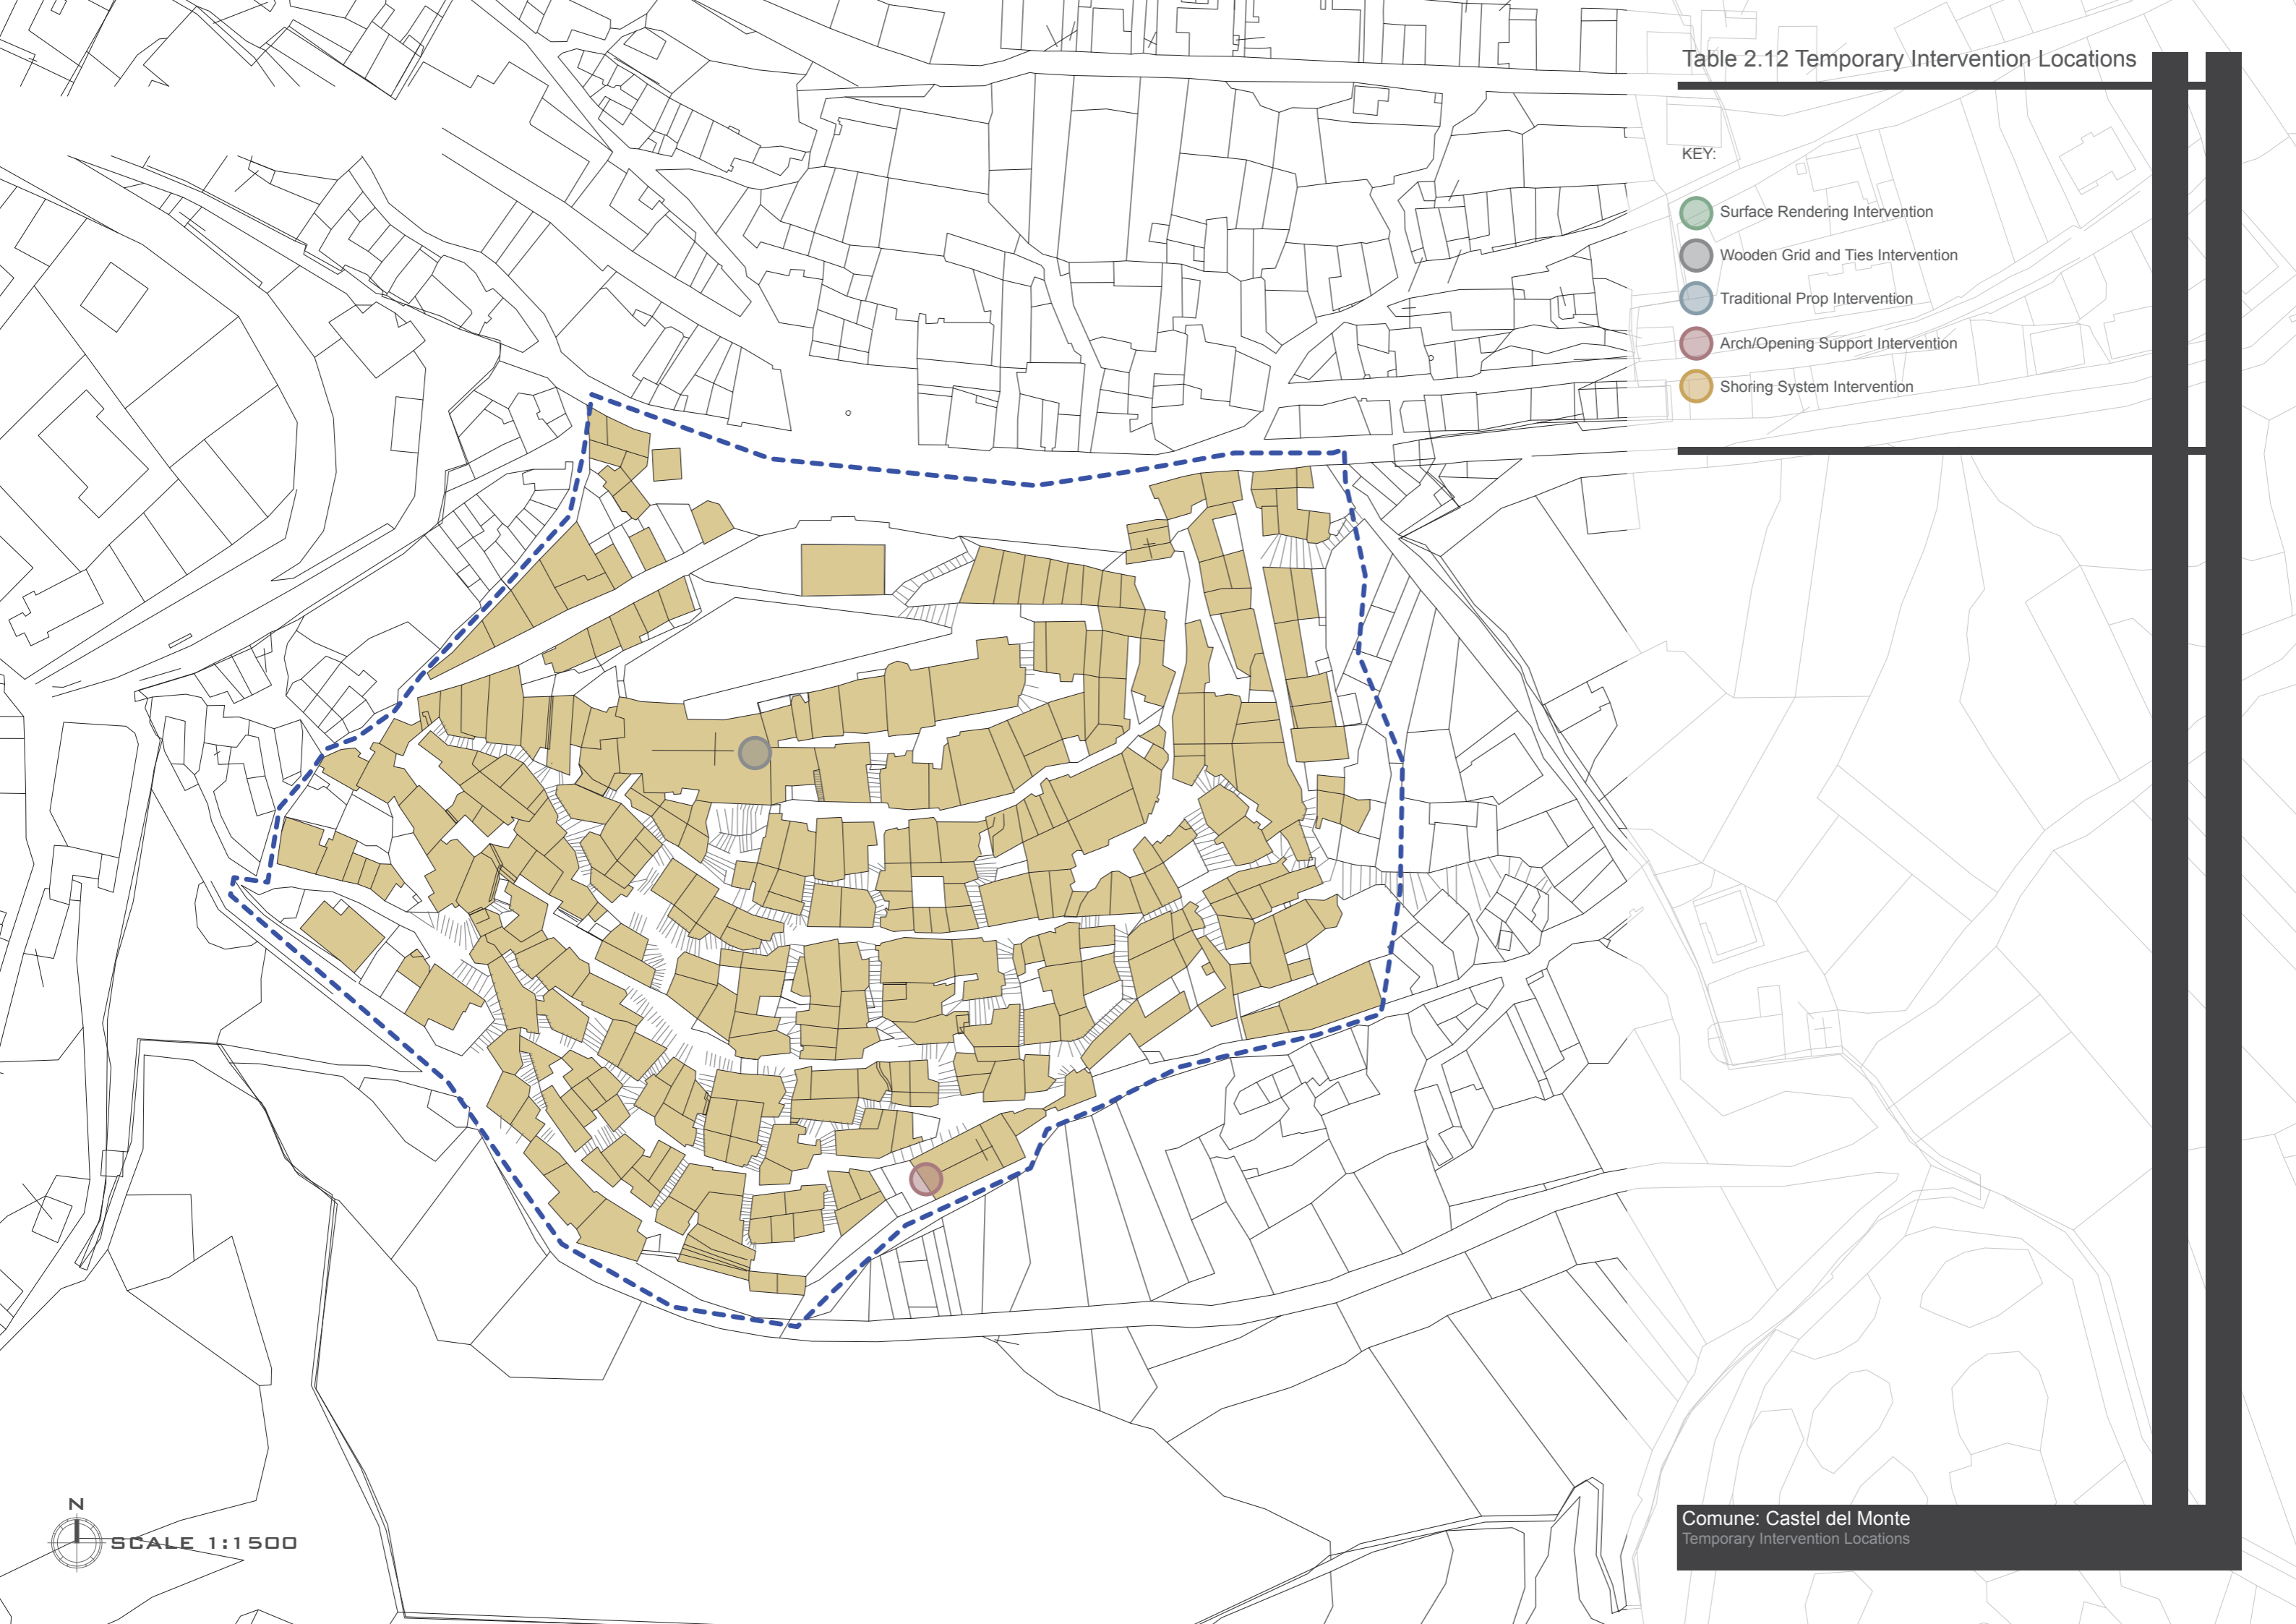 Table 2.12 Temporary Intervention Locations
KEY:
Surface Rendering Intervention
Wooden Grid and Ties Intervention
Traditional Prop Intervention
Arch/Opening Support Intervention
Shoring System Intervention
N
SCALE 1:1500
Comune: Castel del Monte
Temporary Intervention Locations